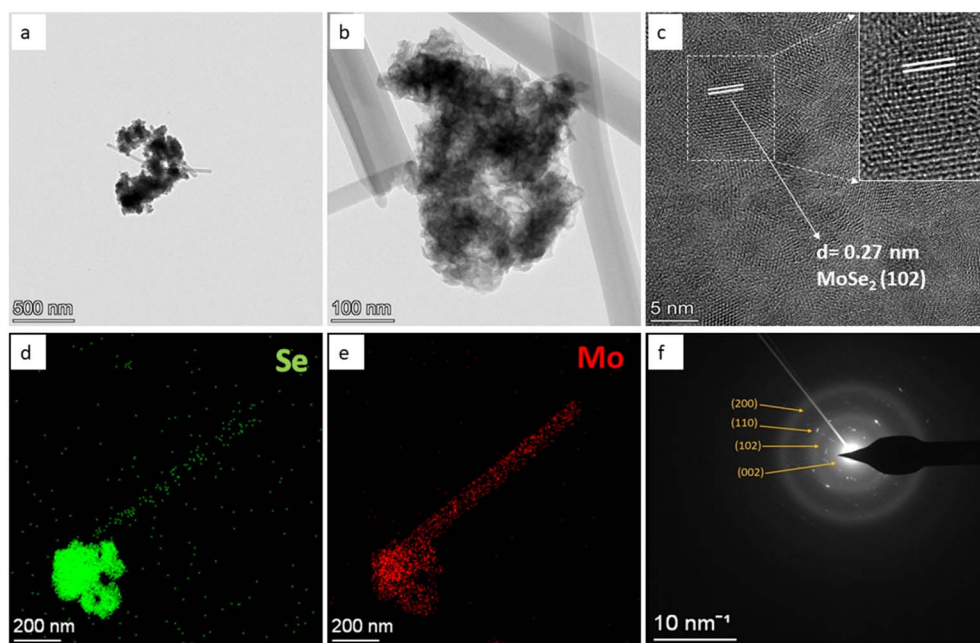 a
500 nm
b
100 nm
c
d= 0.27 nm
MoSe₂ (102)
5 nm
d
Se
200 nm
e
Mo
200 nm
f
(200)
(110)
(102)
(002)
10 nm⁻¹